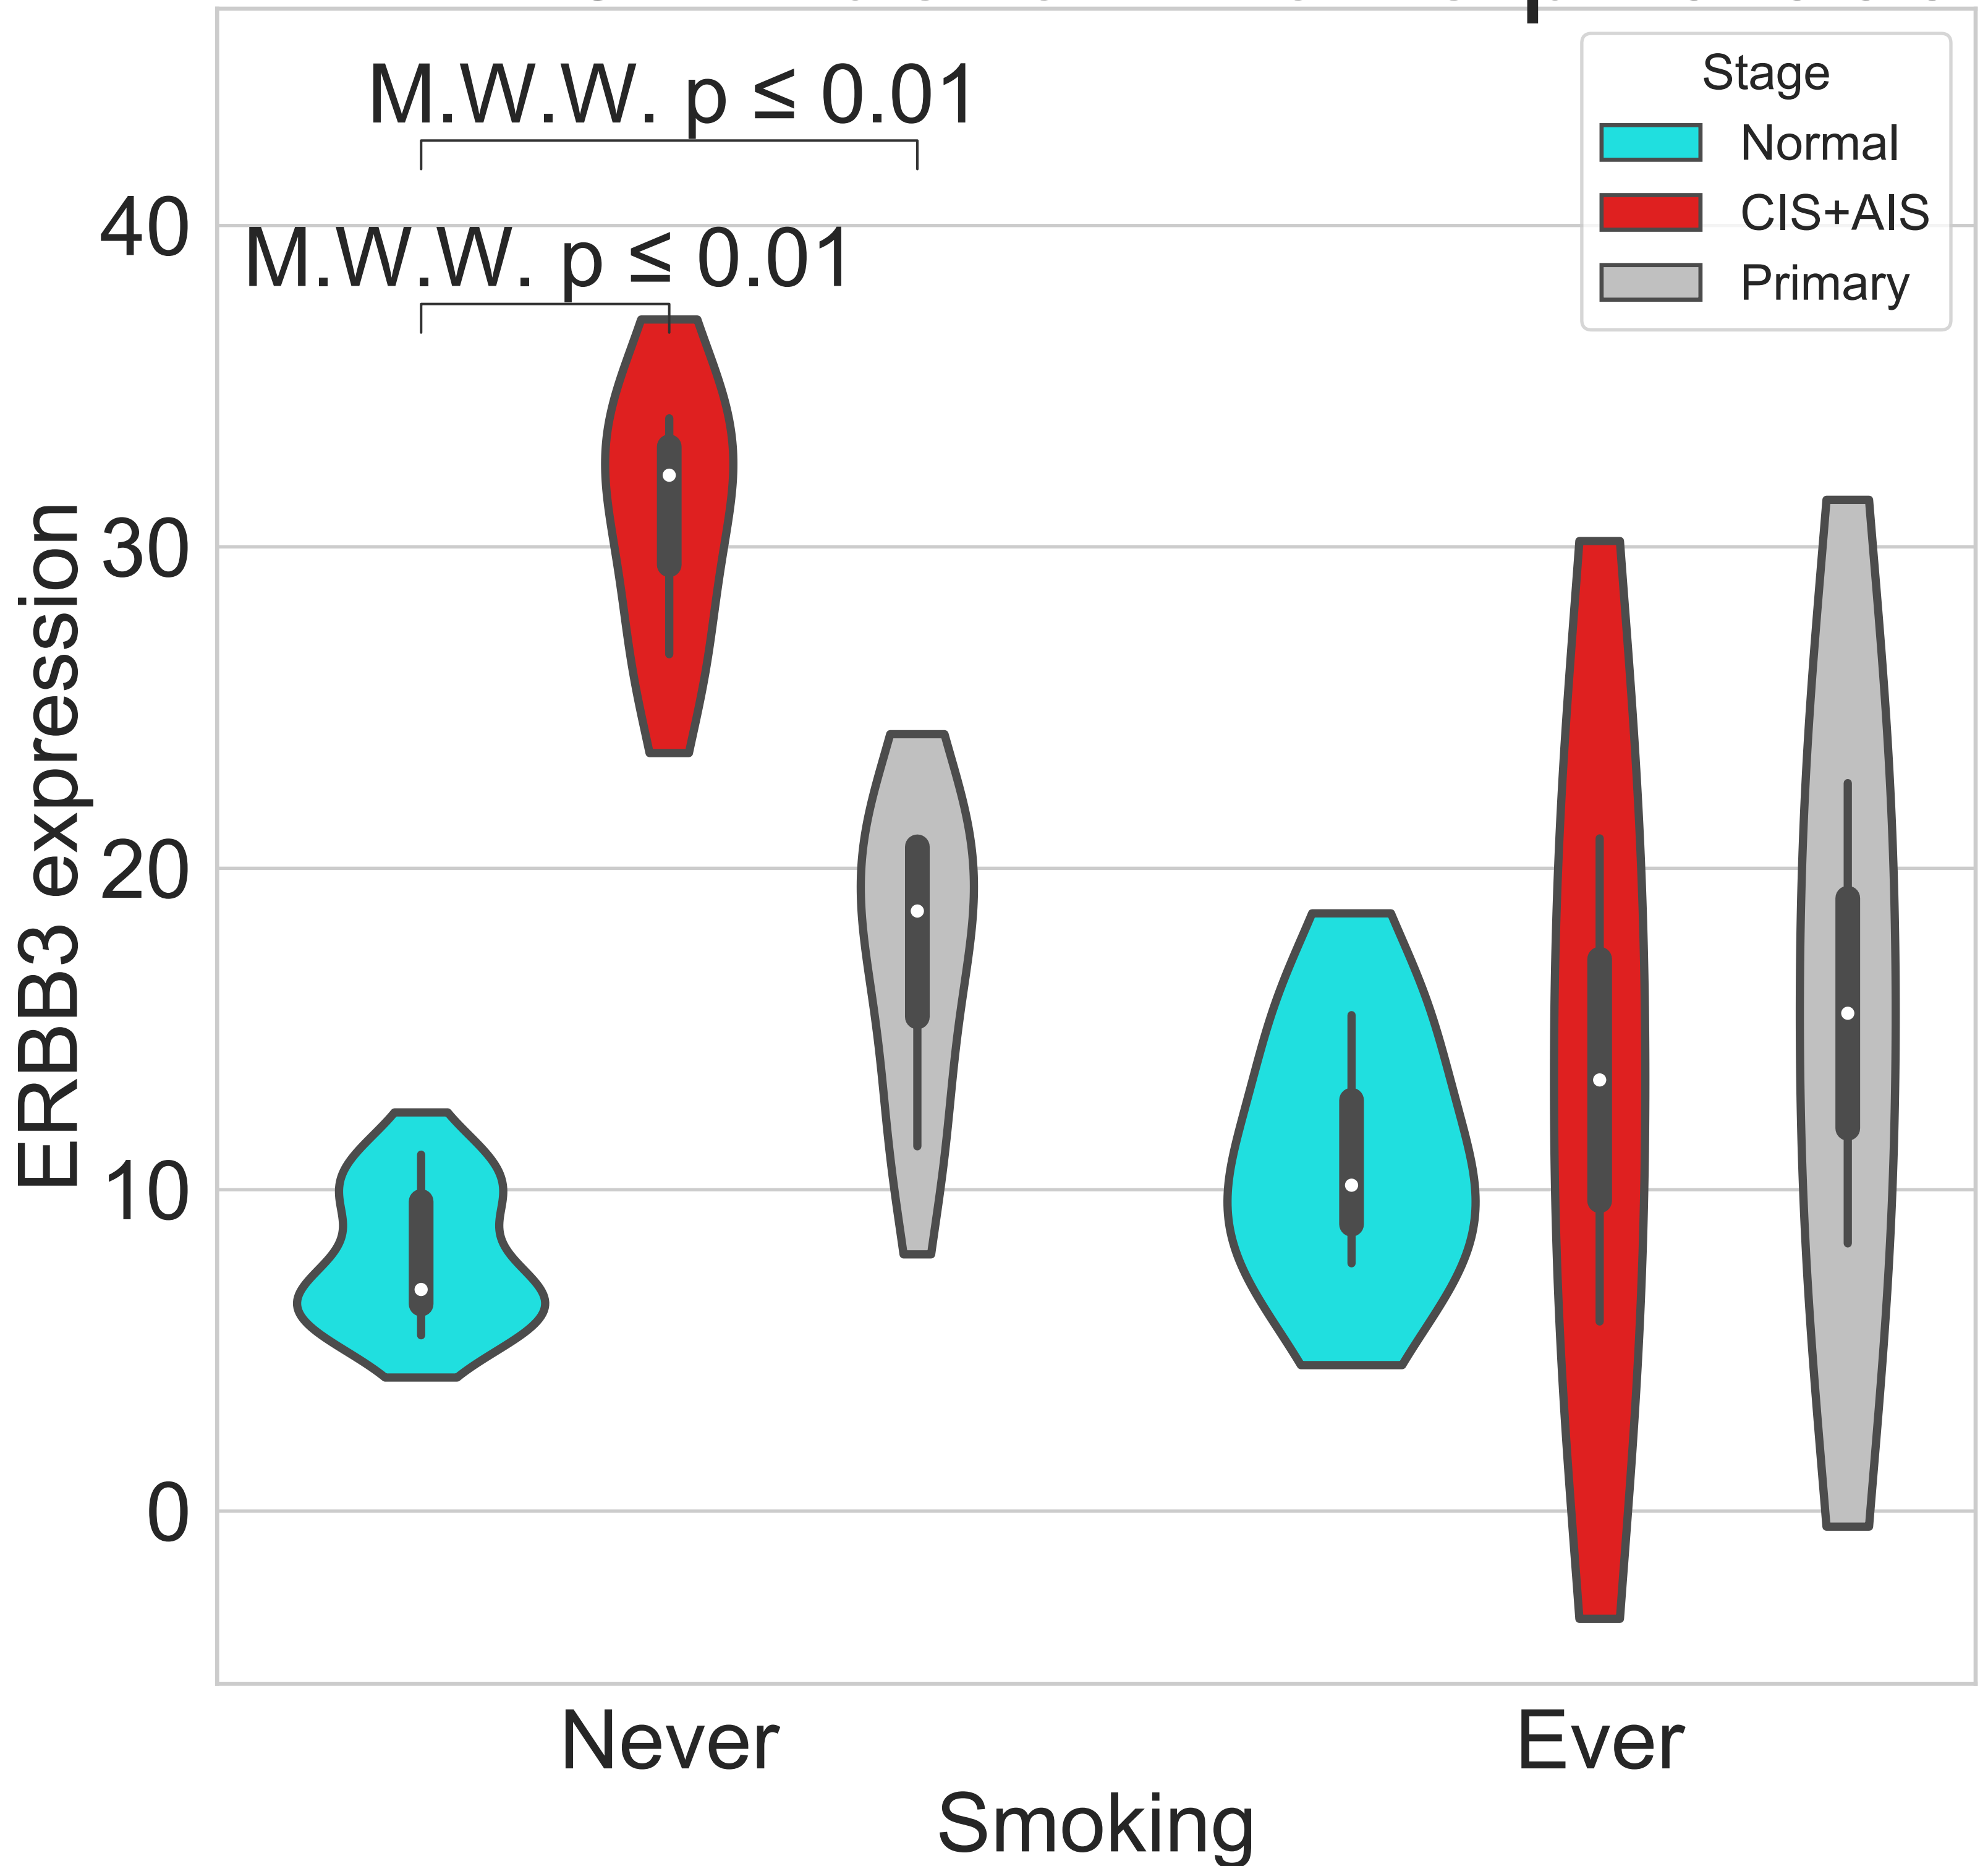 M.W.W. p ≤ 0.01
M.W.W. p ≤ 0.01
Stage
Normal
CIS+AIS
Primary
ERBB3 expression
40
30
20
10
0
Never
Ever
Smoking